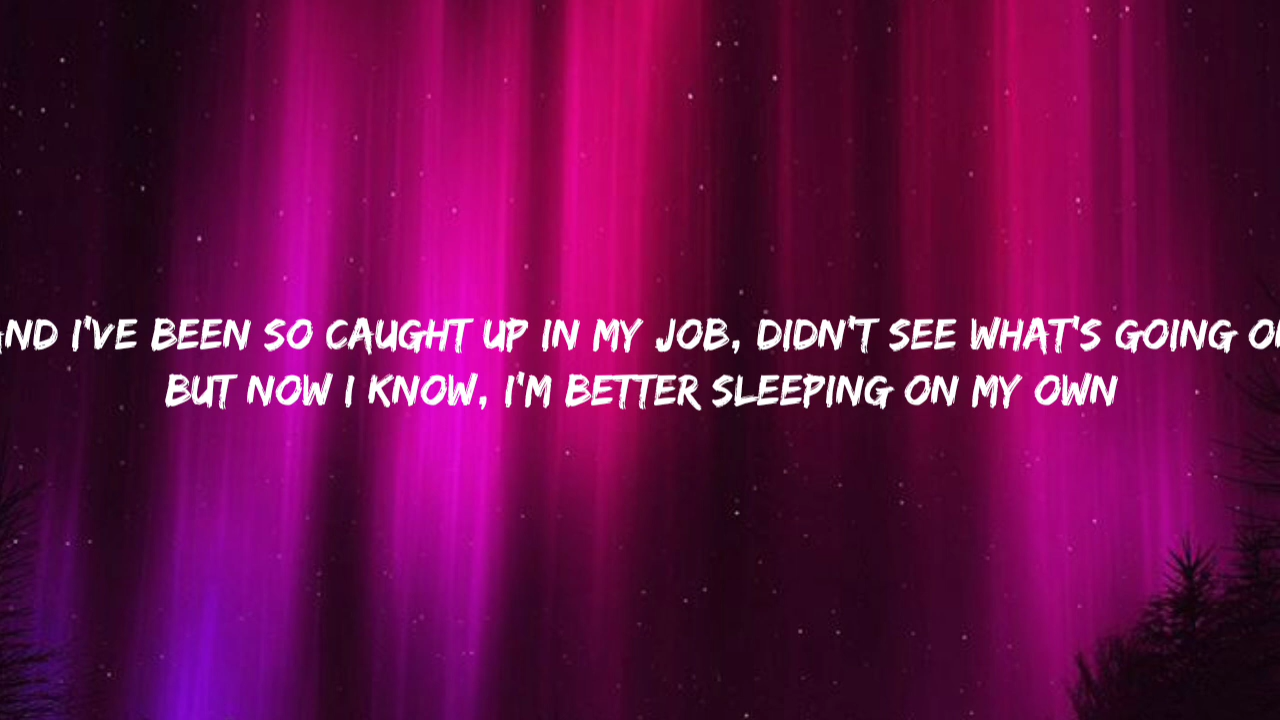 AND I'VE BEEN SO CAUGHT UP IN MY JOB, DIDN'T SEE WHAT'S GOING ON
BUT NOW I KNOW, I'M BETTER SLEEPING ON MY OWN